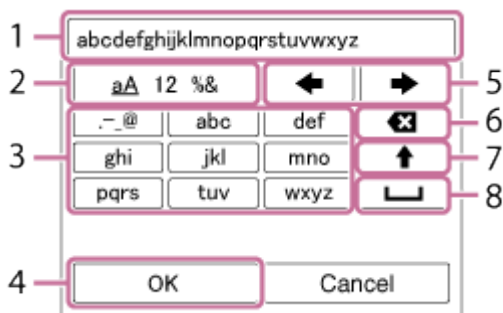 1 abcdefghijklmnopqrstuvwxyz
2 aA 12 %& 5
.-_@ abc def 6
3 ghi jkl mno 7
pqrs tuv wxyz 8
4 OK Cancel